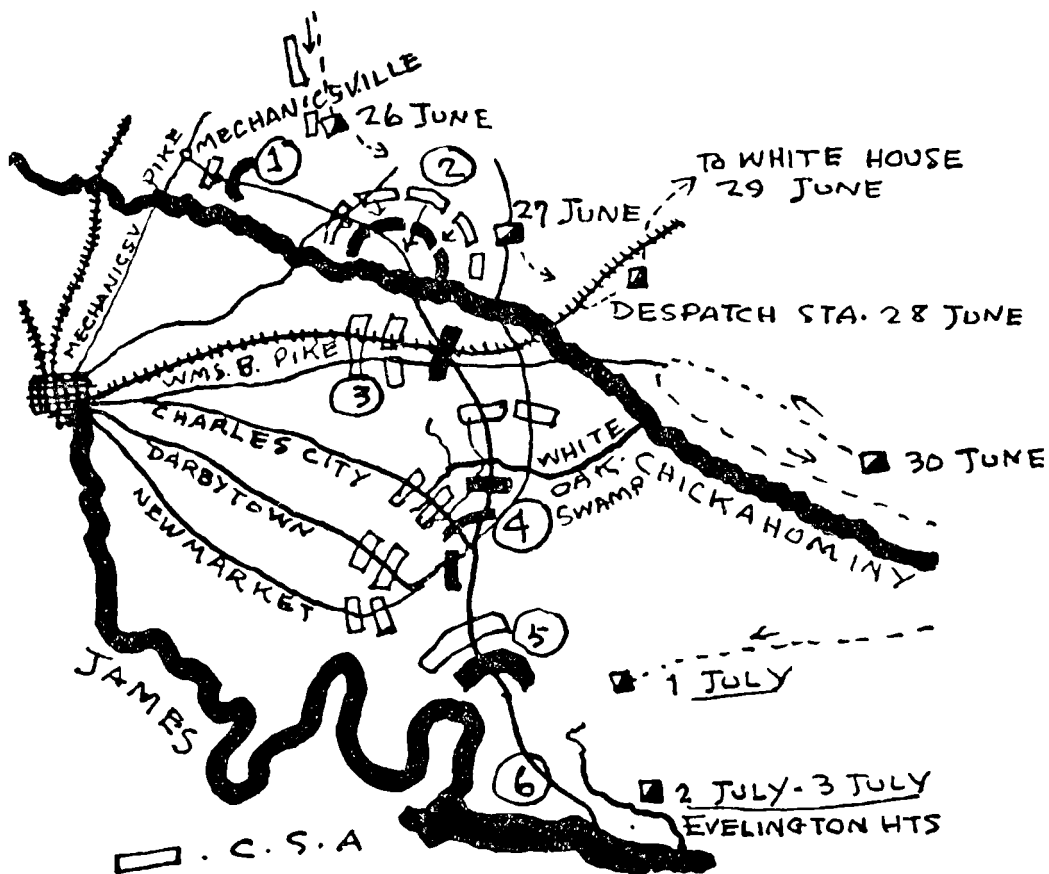 MECHANICSVILLE
26 JUNE
1
2
PIKE
MECHANICSV
TO WHITE HOUSE
29 JUNE
27 JUNE
DESPATCH STA. 28 JUNE
WMS. B. PIKE
3
CHARLES CITY
DARBYTOWN
NEWMARKET
WHITE
OAK
SWAMP
CHICKAHOMINY
30 JUNE
4
5
JAMES
1 JULY
6
2 JULY - 3 JULY
EVELINGTON HTS
. C. S. A